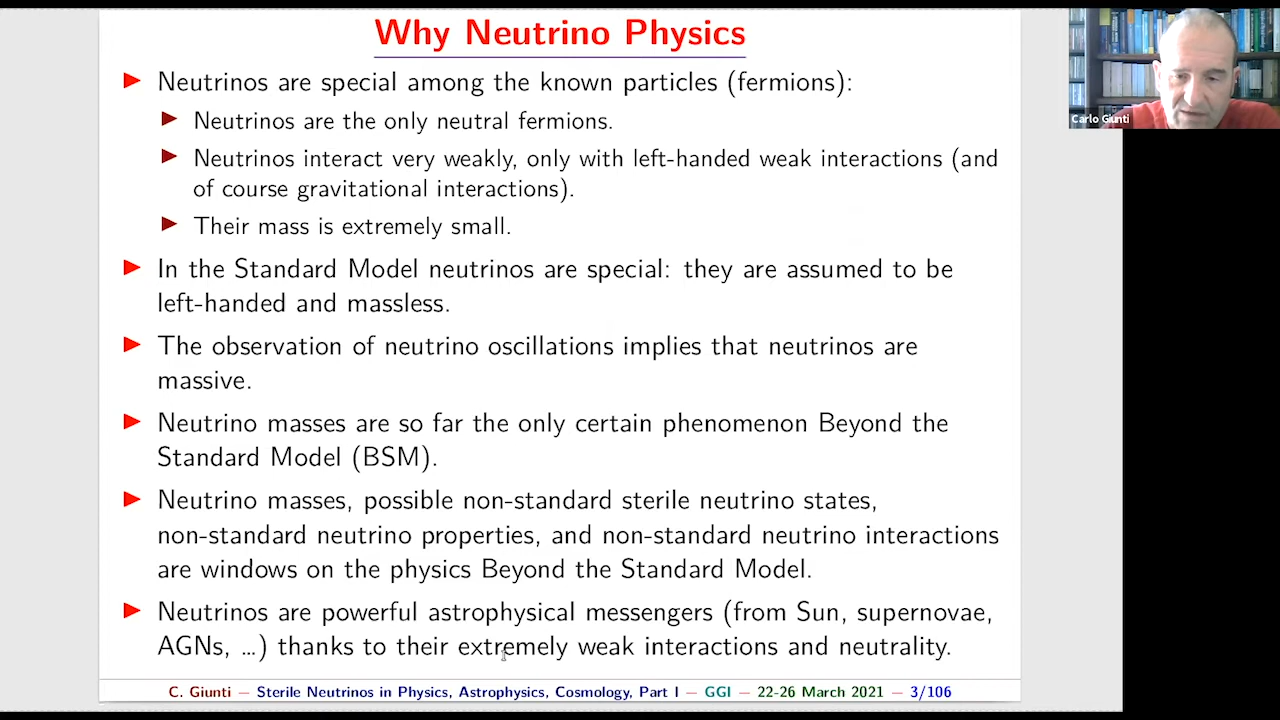 Why Neutrino Physics
Carlo Giunti
▶ Neutrinos are special among the known particles (fermions):
▶ Neutrinos are the only neutral fermions.
▶ Neutrinos interact very weakly, only with left-handed weak interactions (and
of course gravitational interactions).
▶ Their mass is extremely small.
▶ In the Standard Model neutrinos are special: they are assumed to be
left-handed and massless.
▶ The observation of neutrino oscillations implies that neutrinos are
massive.
▶ Neutrino masses are so far the only certain phenomenon Beyond the
Standard Model (BSM).
▶ Neutrino masses, possible non-standard sterile neutrino states,
non-standard neutrino properties, and non-standard neutrino interactions
are windows on the physics Beyond the Standard Model.
▶ Neutrinos are powerful astrophysical messengers (from Sun, supernovae,
AGNs, ...) thanks to their extremely weak interactions and neutrality.
C. Giunti — Sterile Neutrinos in Physics, Astrophysics, Cosmology, Part I — GGI — 22-26 March 2021 — 3/106